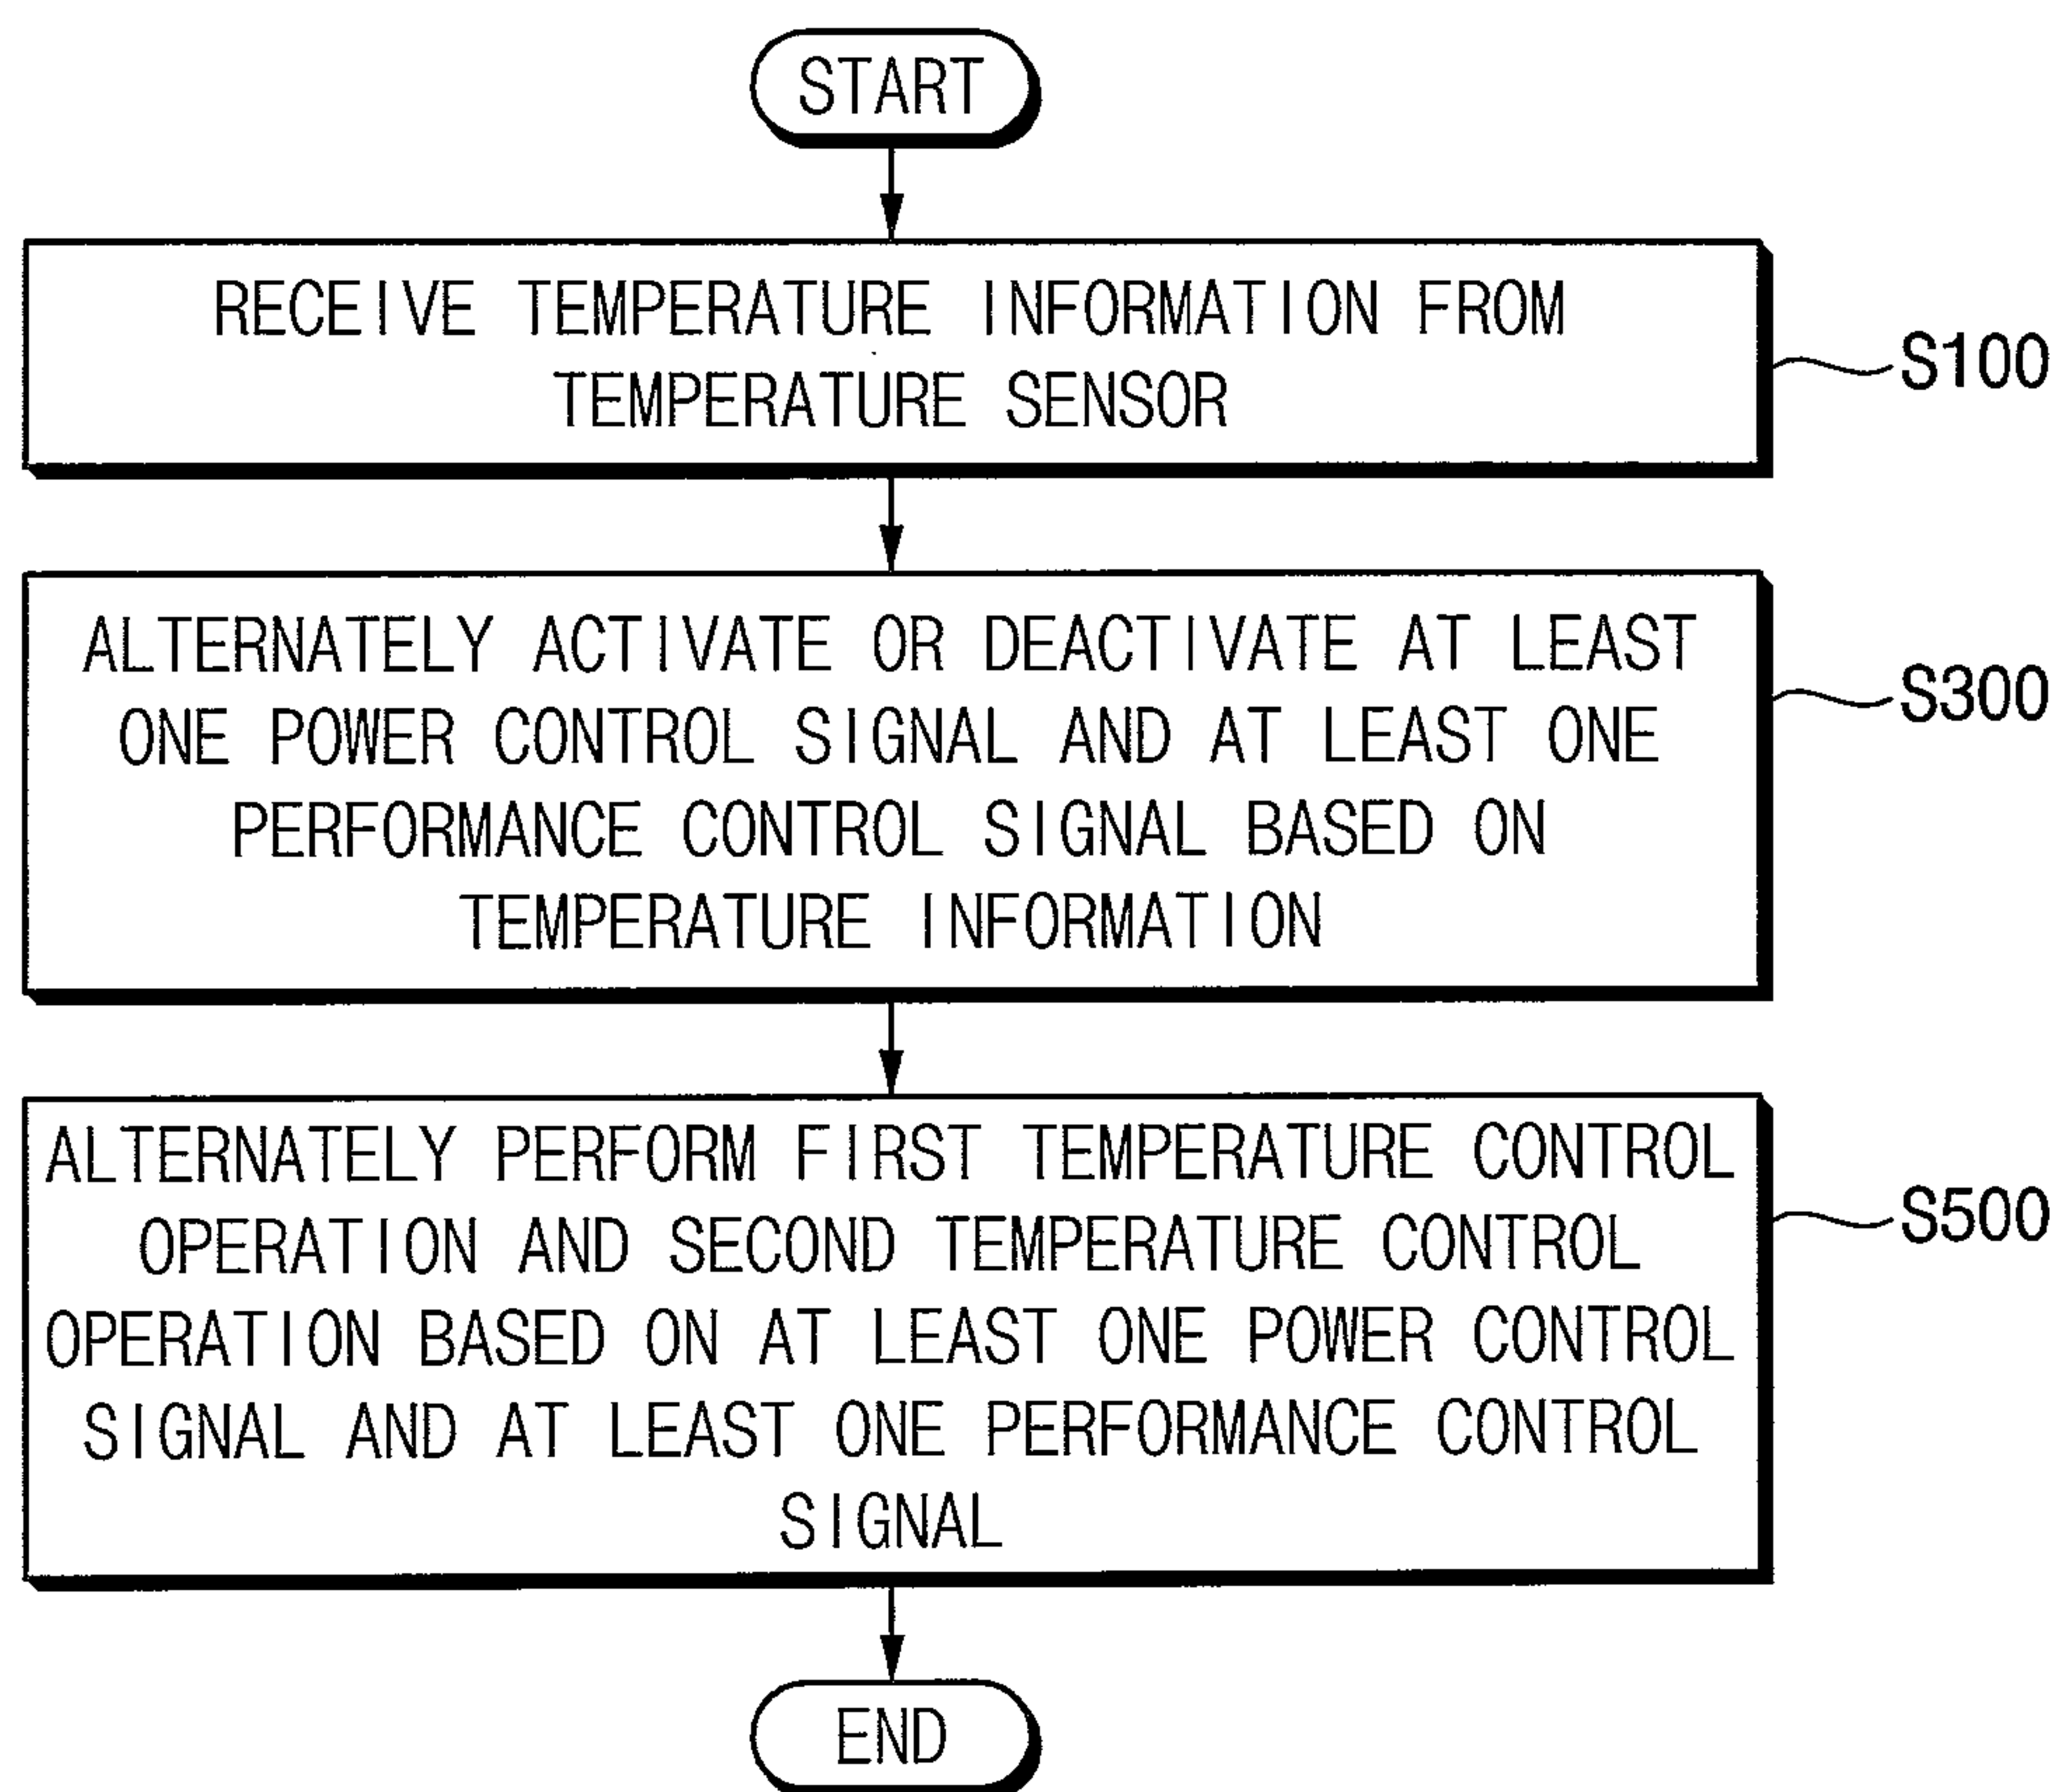 START
RECEIVE TEMPERATURE INFORMATION FROM
TEMPERATURE SENSOR
S100
ALTERNATELY ACTIVATE OR DEACTIVATE AT LEAST
ONE POWER CONTROL SIGNAL AND AT LEAST ONE
PERFORMANCE CONTROL SIGNAL BASED ON
TEMPERATURE INFORMATION
S300
ALTERNATELY PERFORM FIRST TEMPERATURE CONTROL
OPERATION AND SECOND TEMPERATURE CONTROL
OPERATION BASED ON AT LEAST ONE POWER CONTROL
SIGNAL AND AT LEAST ONE PERFORMANCE CONTROL
SIGNAL
S500
END